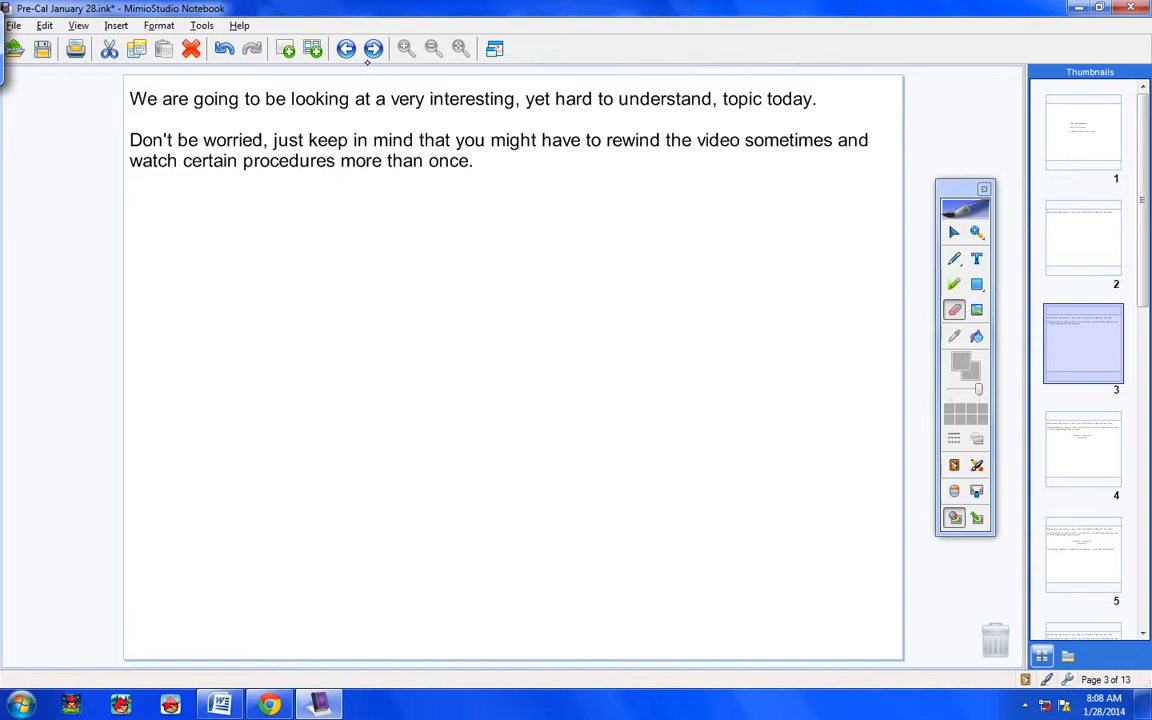 Pre-Cal January 28.ink* - MimioStudio Notebook
File Edit View Insert Format Tools Help
Thumbnails
We are going to be looking at a very interesting, yet hard to understand, topic today.
Don't be worried, just keep in mind that you might have to rewind the video sometimes and
watch certain procedures more than once.
1
2
3
4
5
Page 3 of 13
8:08 AM
1/28/2014